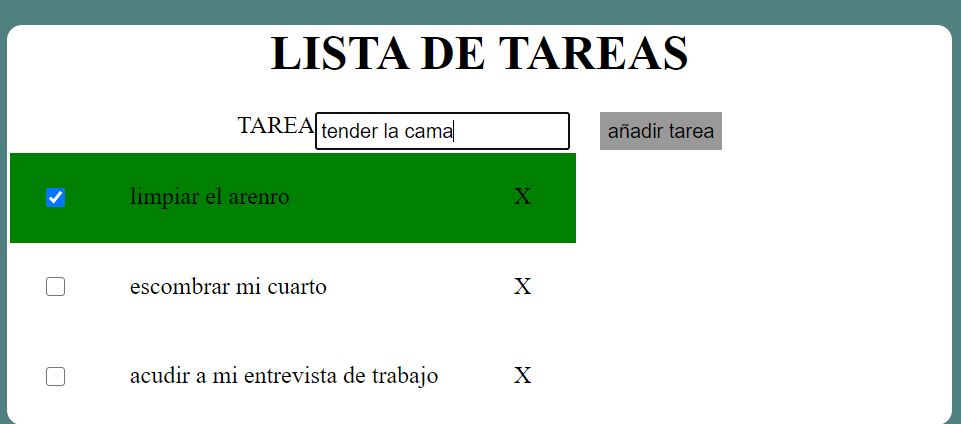 LISTA DE TAREAS
TAREA tender la cama añadir tarea
limpiar el arenro X
escombrar mi cuarto X
acudir a mi entrevista de trabajo X